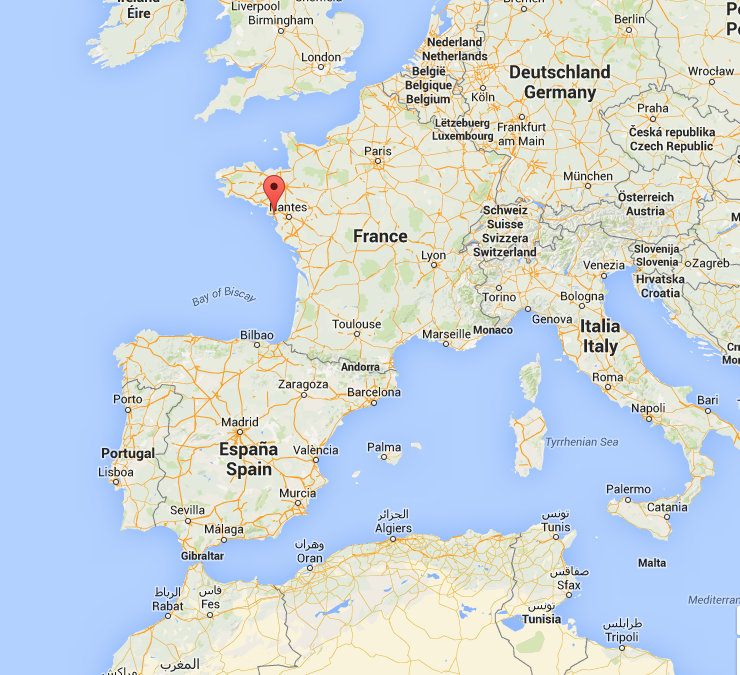 Ireland
Éire
Liverpool
Sheffield
Birmingham
London
Bremen
Berlin
Nederland
Netherlands
België
Belgique
Belgium
Deutschland
Germany
Köln
Wrocław
Praha
Lëtzebuerg
Luxembourg
Frankfurt
am Main
Česká republika
Czech Republic
Paris
München
Österreich
Austria
Nantes
France
Schweiz
Suisse
Svizzera
Switzerland
Lyon
Slovenija
Slovenia
Zagreb
Venezia
Hrvatska
Croatia
Bay of Biscay
Torino
Bologna
Genova
Toulouse
Marseille
Monaco
Italia
Italy
Bilbao
Andorra
Zaragoza
Barcelona
Roma
Porto
Napoli
Bari
Madrid
España
Spain
València
Palma
Tyrrhenian Sea
Portugal
Lisboa
Murcia
Palermo
Catania
Sevilla
Málaga
الجزائر
Algiers
تونس
Tunis
Gibraltar
وهران
Oran
Malta
صفاقس
Sfax
الرباط
Rabat
فاس
Fes
تونس
Tunisia
طرابلس
Tripoli
Mediterran
المغرب
مراكش